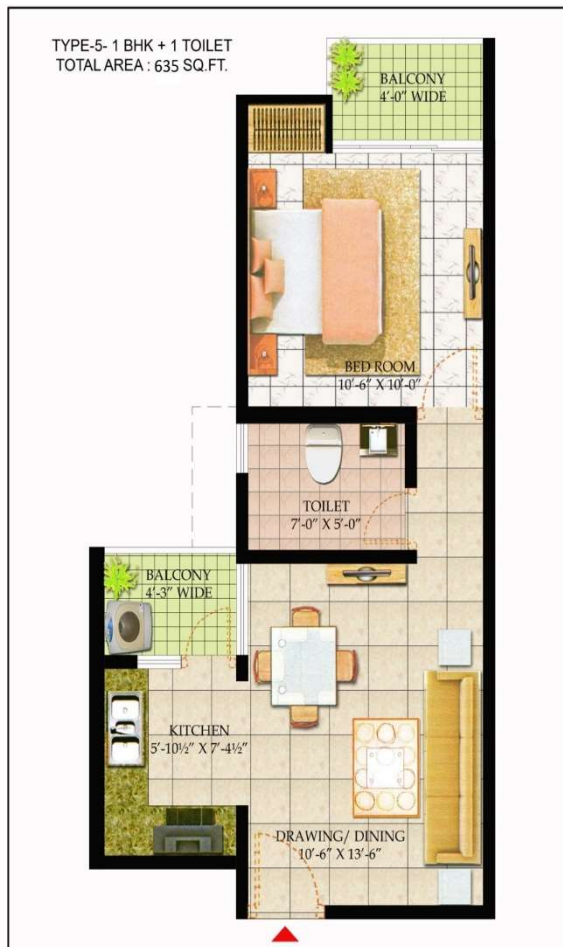 TYPE-5- 1 BHK + 1 TOILET
TOTAL AREA : 635 SQ.FT.
BALCONY
4'-0" WIDE
BED ROOM
10'-6" X 10'-0"
TOILET
7'-0" X 5'-0"
BALCONY
4'-3" WIDE
KITCHEN
5'-10½" X 7'-4½"
DRAWING/ DINING
10'-6" X 13'-6"